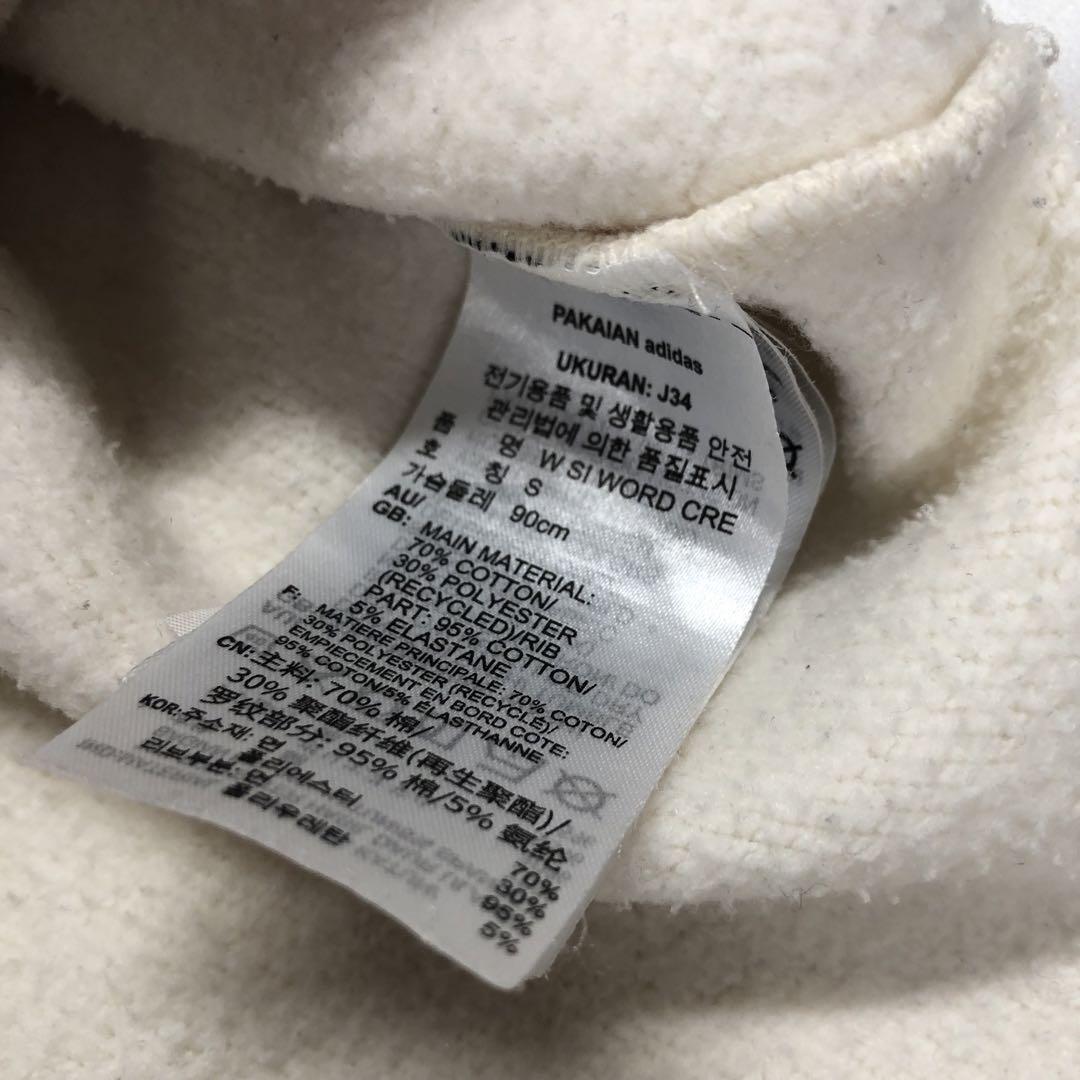 PAKAIAN adidas
UKURAN: J34
전기용품 및 생활용품 안전
관리법에 의한 품질표시
품 명 W SI WORD CRE
호 칭 S
가슴둘레 90cm
AU/
GB: MAIN MATERIAL:
70% COTTON/
30% POLYESTER
(RECYCLED)/RIB
PART: 95% COTTON/
5% ELASTANE
F: MATIERE PRINCIPALE: 70% COTON/
30% POLYESTER (RECYCLÉ)/
EMPIECEMENT EN BORD COTE:
95% COTON/5% ÉLASTHANNE
CN: 主料: 70% 棉/
30% 聚酯纤维(再生聚酯)/
罗纹部分: 95% 棉/5% 氨纶
KOR: 주소재: 면 70%
폴리에스터 30%
리브부분: 면 95%
폴리우레탄 5%